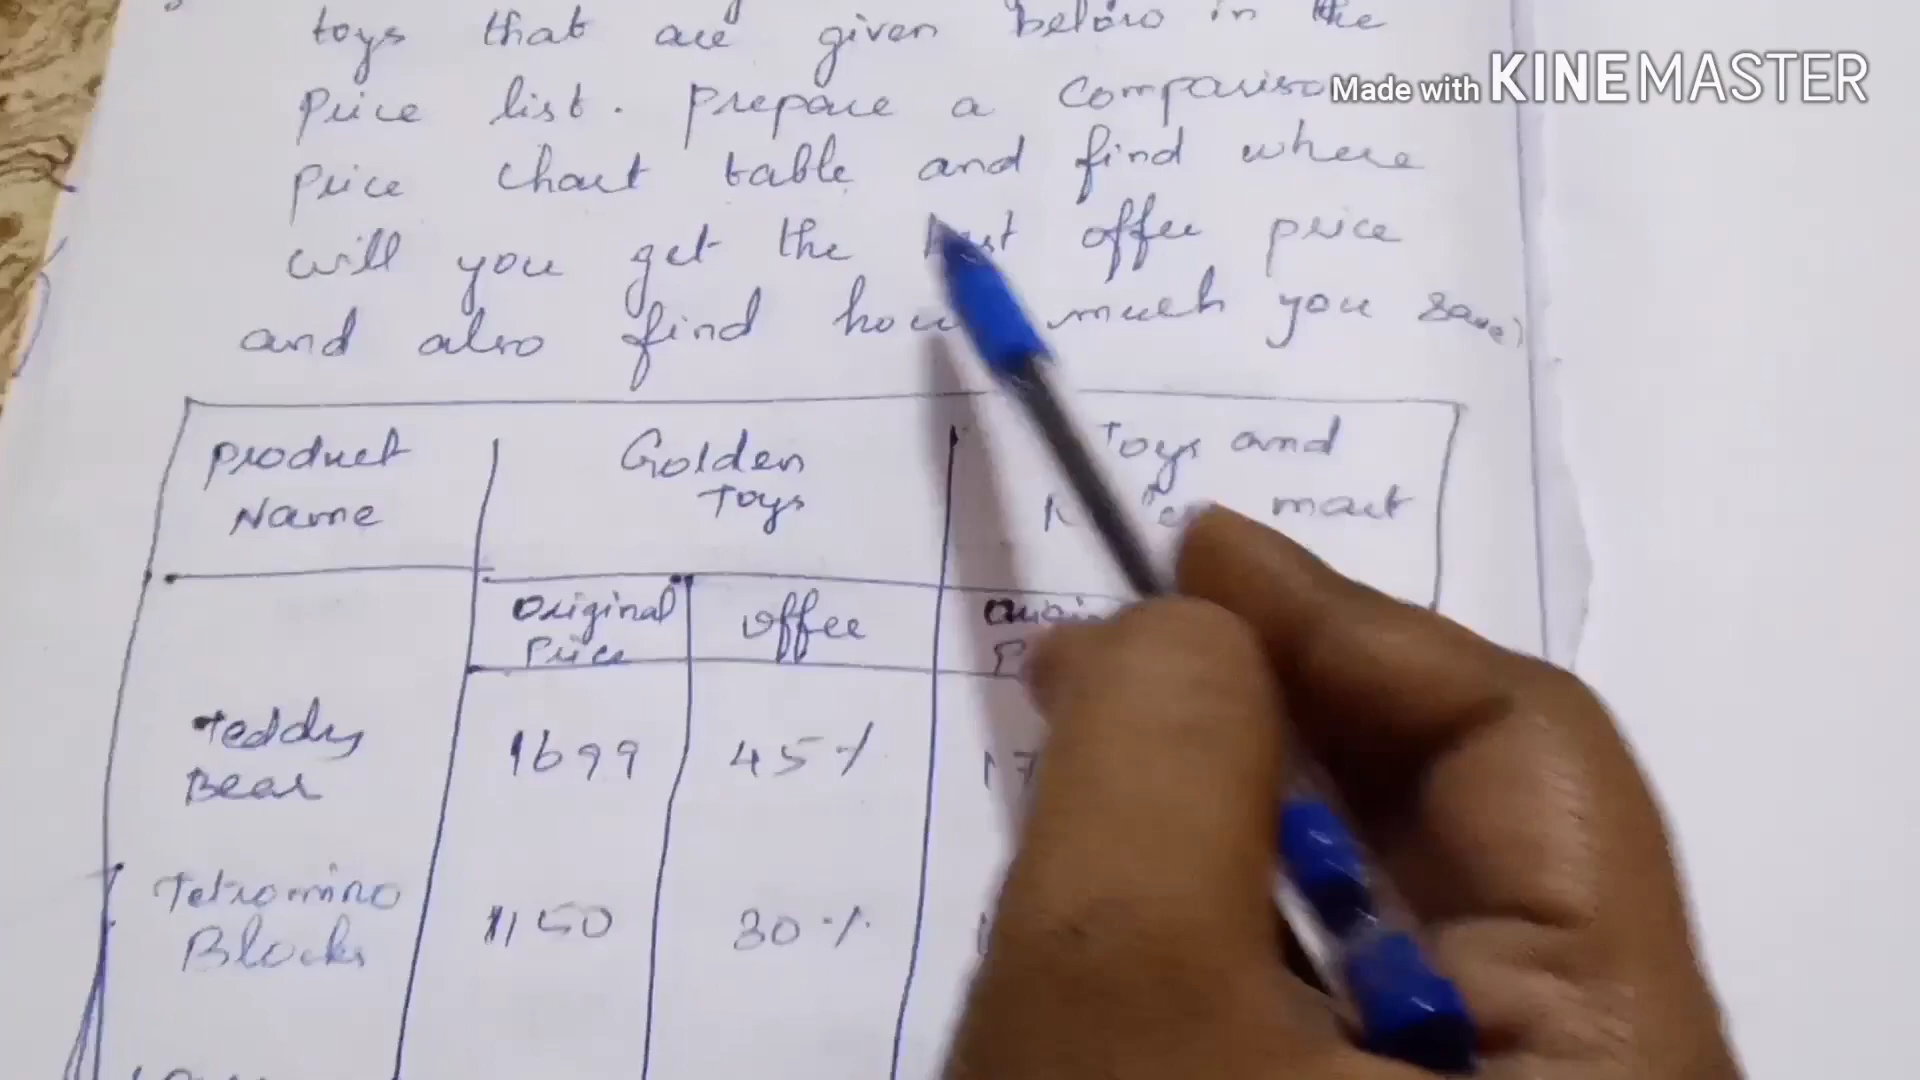 toys that are given below in the
Price list. Prepare a
Made with KINEMASTER
Price chart table and find where
will you get the best offer price
and also find how much you save?
Product Name
Golden Toys
Toys and
mart
Original Price
offer
Teddy Bear
1699
45%
Tetromino Blocks
1150
30%